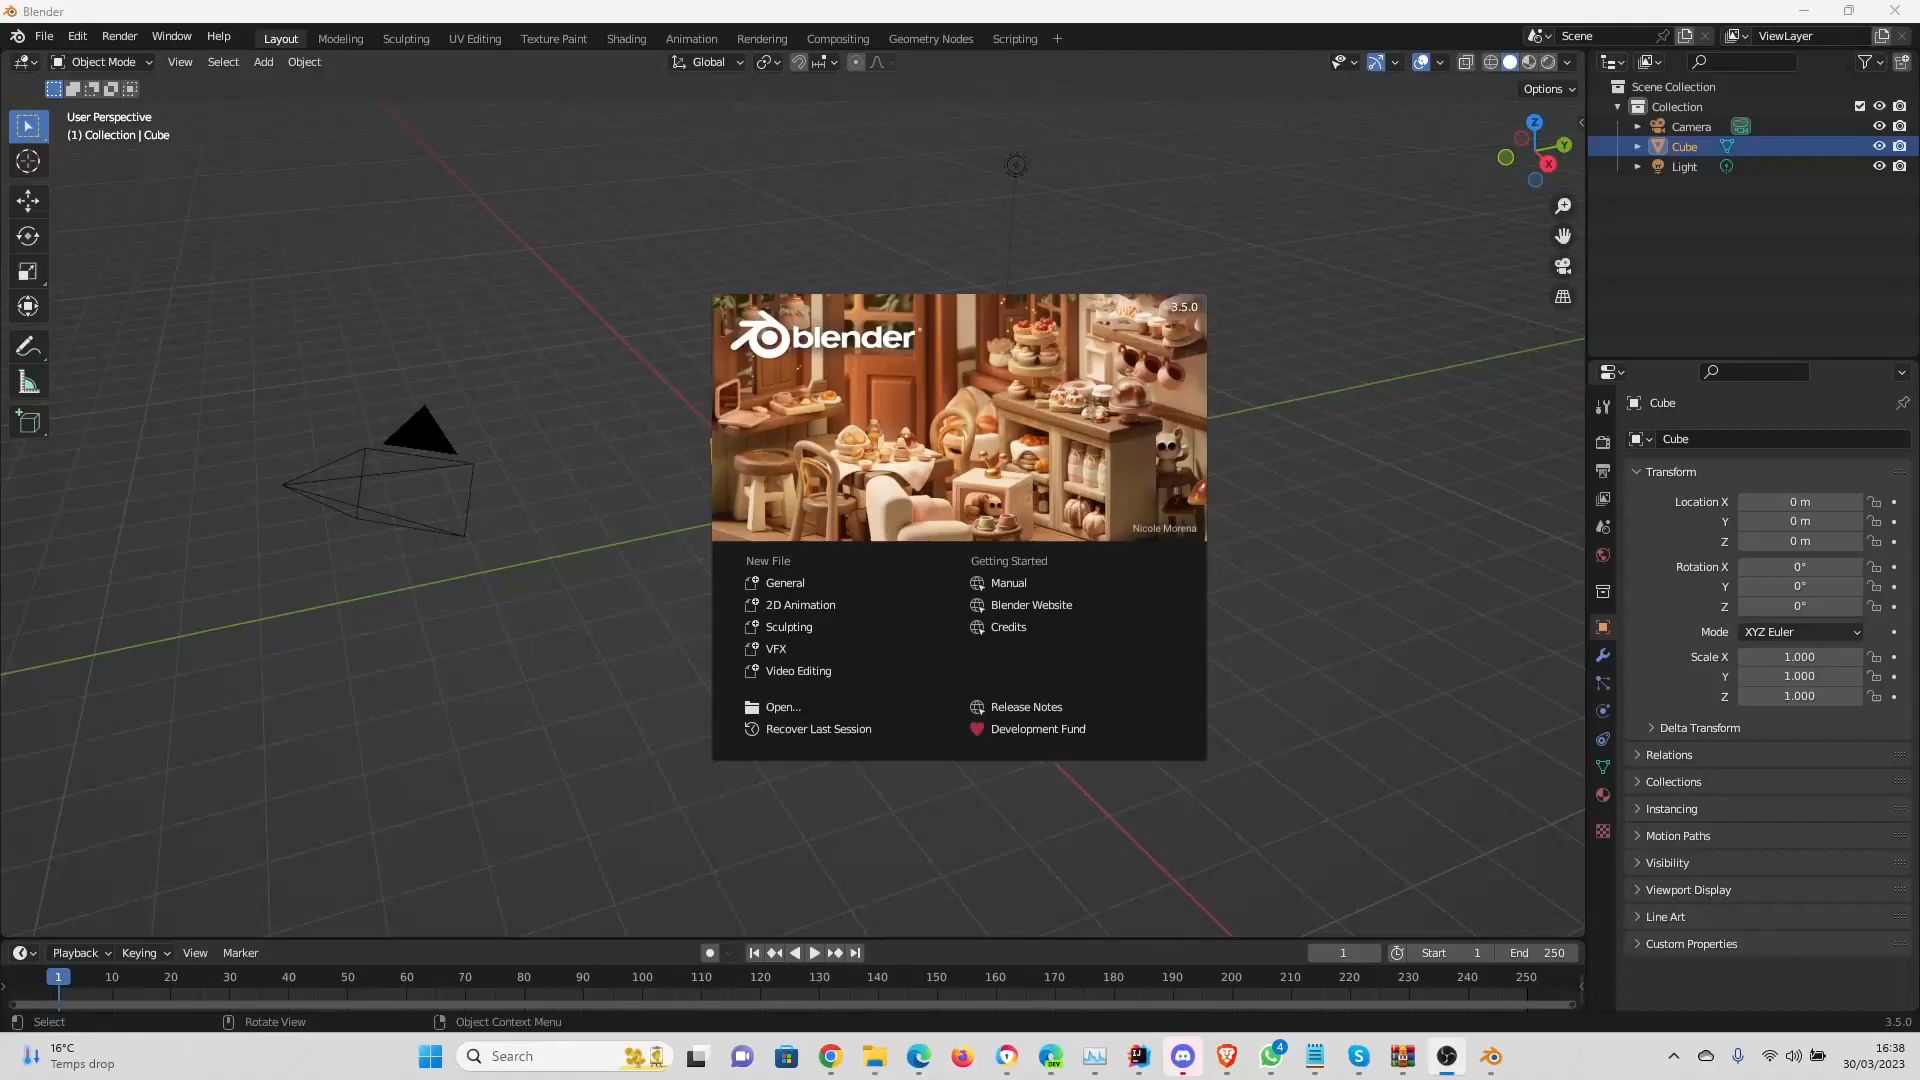 Blender
File Edit Render Window Help
Layout Modeling Sculpting UV Editing Texture Paint Shading Animation Rendering Compositing Geometry Nodes Scripting +
Scene
ViewLayer
Object Mode View Select Add Object
Global
Options
User Perspective
(1) Collection | Cube
Z
Y
X
Scene Collection
Collection
Camera
Cube
Light
3.5.0
blender
Nicole Morena
New File
General
2D Animation
Sculpting
VFX
Video Editing
Open...
Recover Last Session
Getting Started
Manual
Blender Website
Credits
Release Notes
Development Fund
Cube
Cube
Transform
Location X 0 m
Y 0 m
Z 0 m
Rotation X 0°
Y 0°
Z 0°
Mode XYZ Euler
Scale X 1.000
Y 1.000
Z 1.000
Delta Transform
Relations
Collections
Instancing
Motion Paths
Visibility
Viewport Display
Line Art
Custom Properties
Playback Keying View Marker
1 Start 1 End 250
1 10 20 30 40 50 60 70 80 90 100 110 120 130 140 150 160 170 180 190 200 210 220 230 240 250
Select Rotate View Object Context Menu
3.5.0
16°C
Temps drop
Search
DEV
4
16:38
30/03/2023